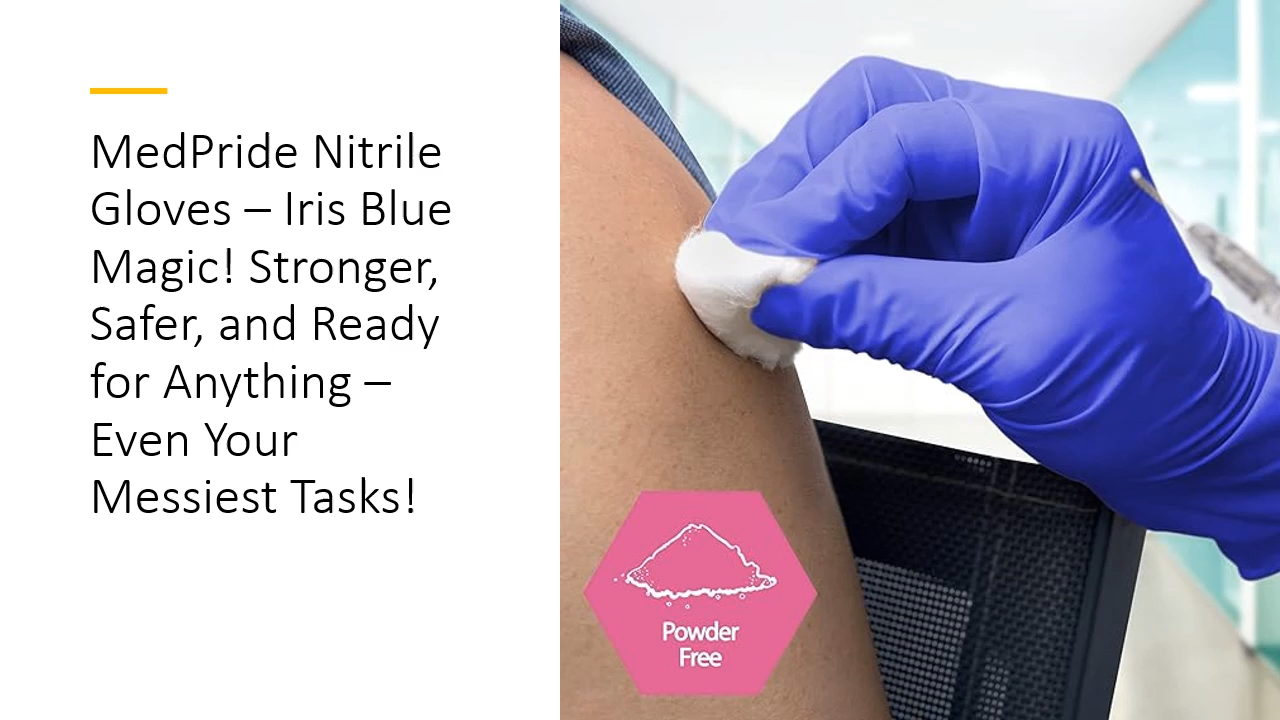 MedPride Nitrile
Gloves – Iris Blue
Magic! Stronger,
Safer, and Ready
for Anything –
Even Your
Messiest Tasks!
Powder
Free